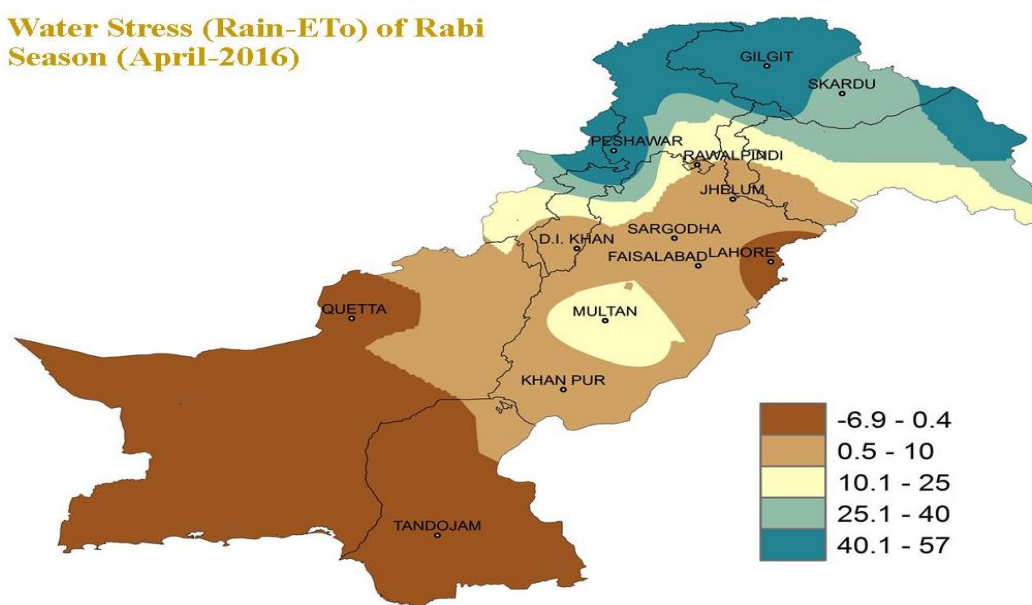 Water Stress (Rain-ETo) of Rabi
Season (April-2016)
GILGIT
SKARDU
PESHAWAR
RAWALPINDI
JHELUM
SARGODHA
D.I. KHAN
FAISALABAD
LAHORE
QUETTA
MULTAN
KHAN PUR
TANDOJAM
-6.9 - 0.4
0.5 - 10
10.1 - 25
25.1 - 40
40.1 - 57